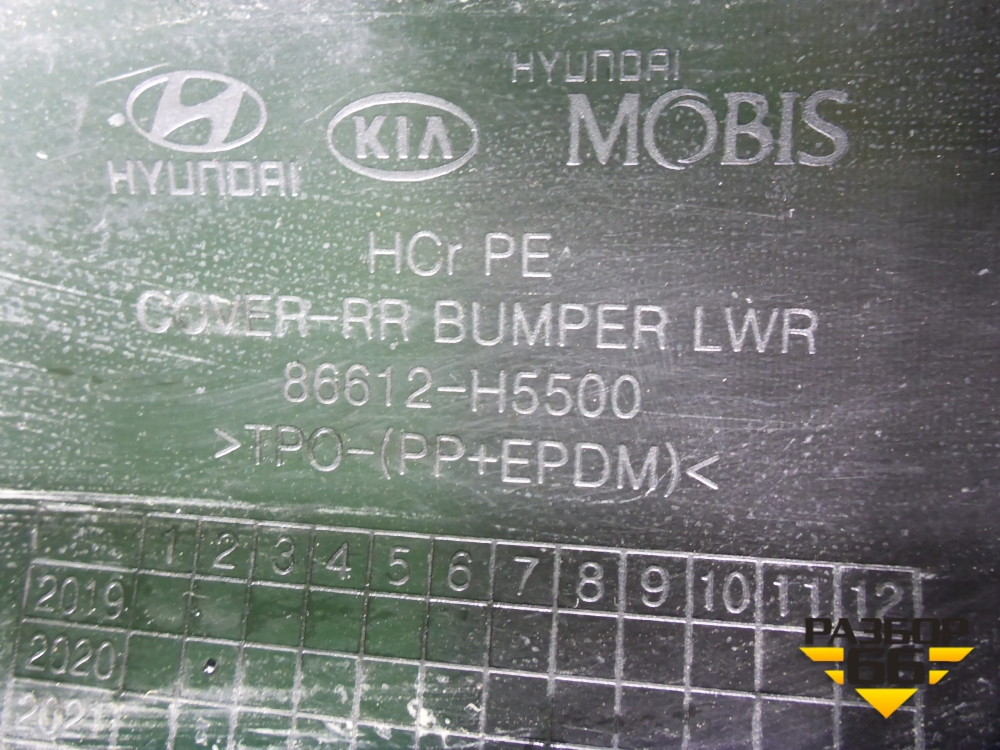 HYUNDAI
HYUNDAI KIA MOBIS
HCr PE
COVER-RR BUMPER LWR
86612-H5500
>TPO-(PP+EPDM)<
1 2 3 4 5 6 7 8 9 10 11 12
2019
2020
2021
РАЗБОР
66